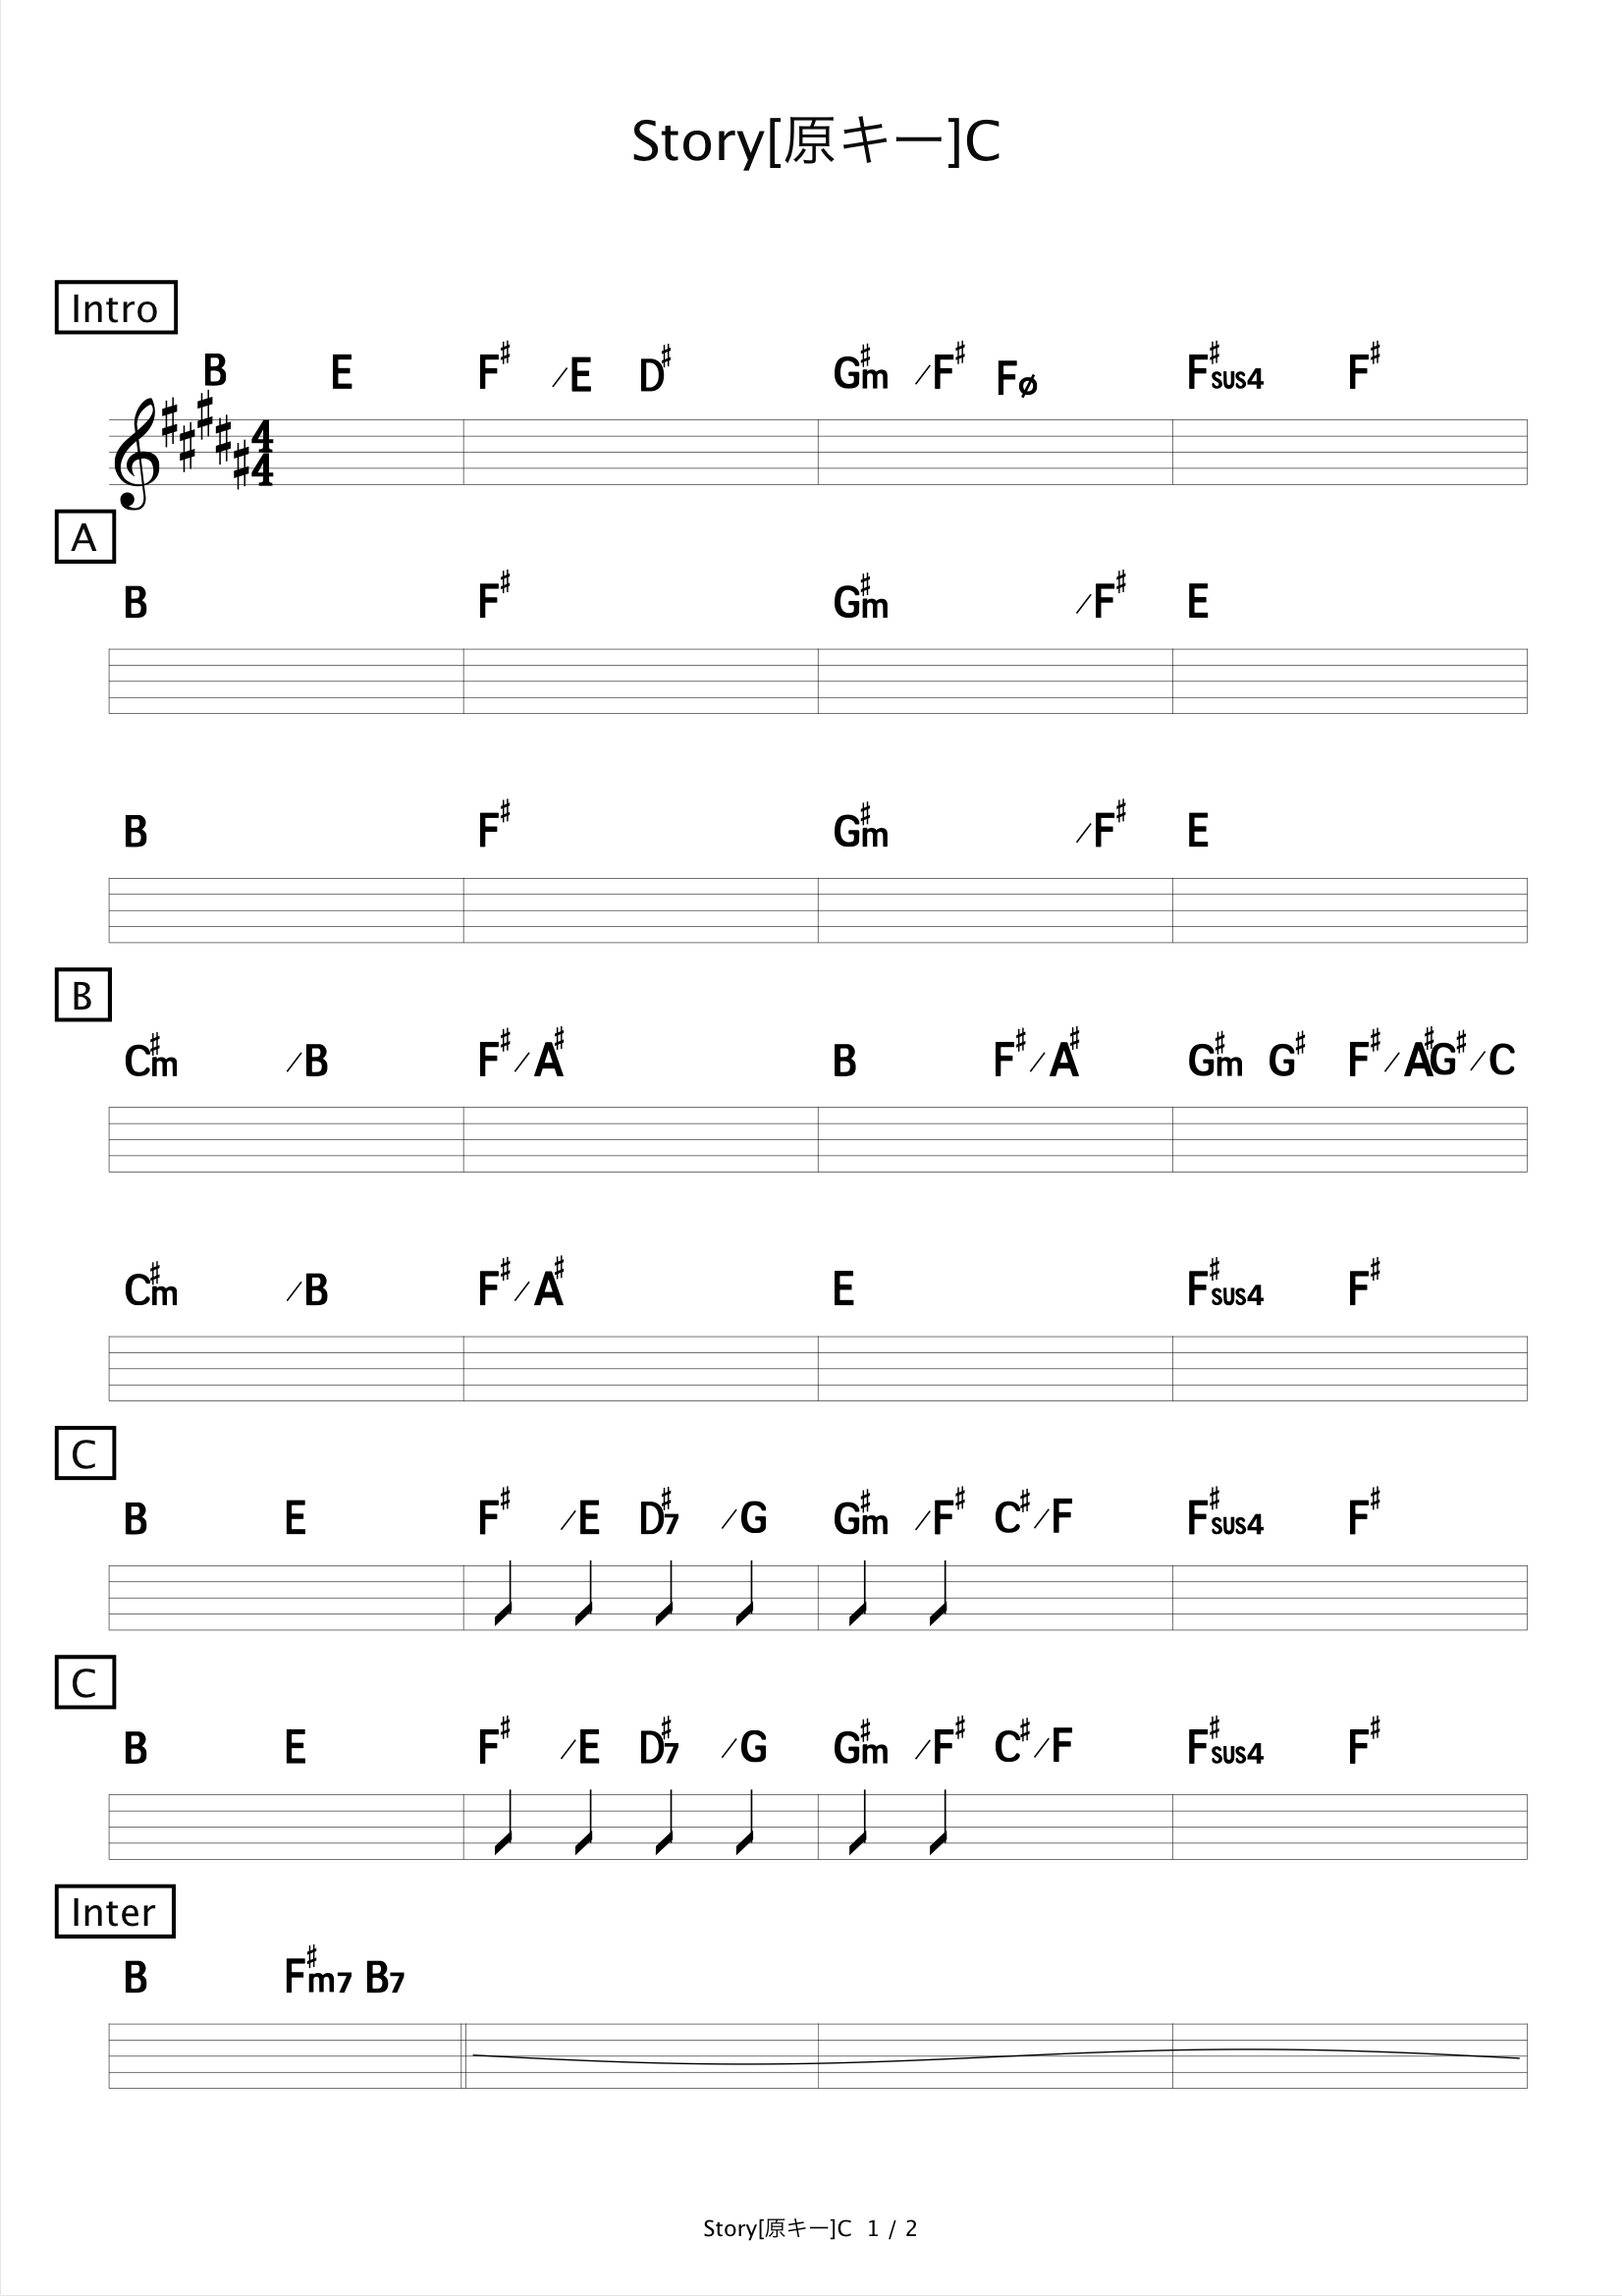 Story[原キー]C
Intro
B E F♯ /E D♯ G♯m /F♯ Fø F♯sus4 F♯
4
4
A
B F♯ G♯m /F♯ E
B F♯ G♯m /F♯ E
B
C♯m /B F♯/A♯ B F♯/A♯ G♯m G♯ F♯/A♯ G♯/C
C♯m /B F♯/A♯ E F♯sus4 F♯
C
B E F♯ /E D♯7 /G G♯m /F♯ C♯/F F♯sus4 F♯
C
B E F♯ /E D♯7 /G G♯m /F♯ C♯/F F♯sus4 F♯
Inter
B F♯m7 B7
Story[原キー]C 1 / 2